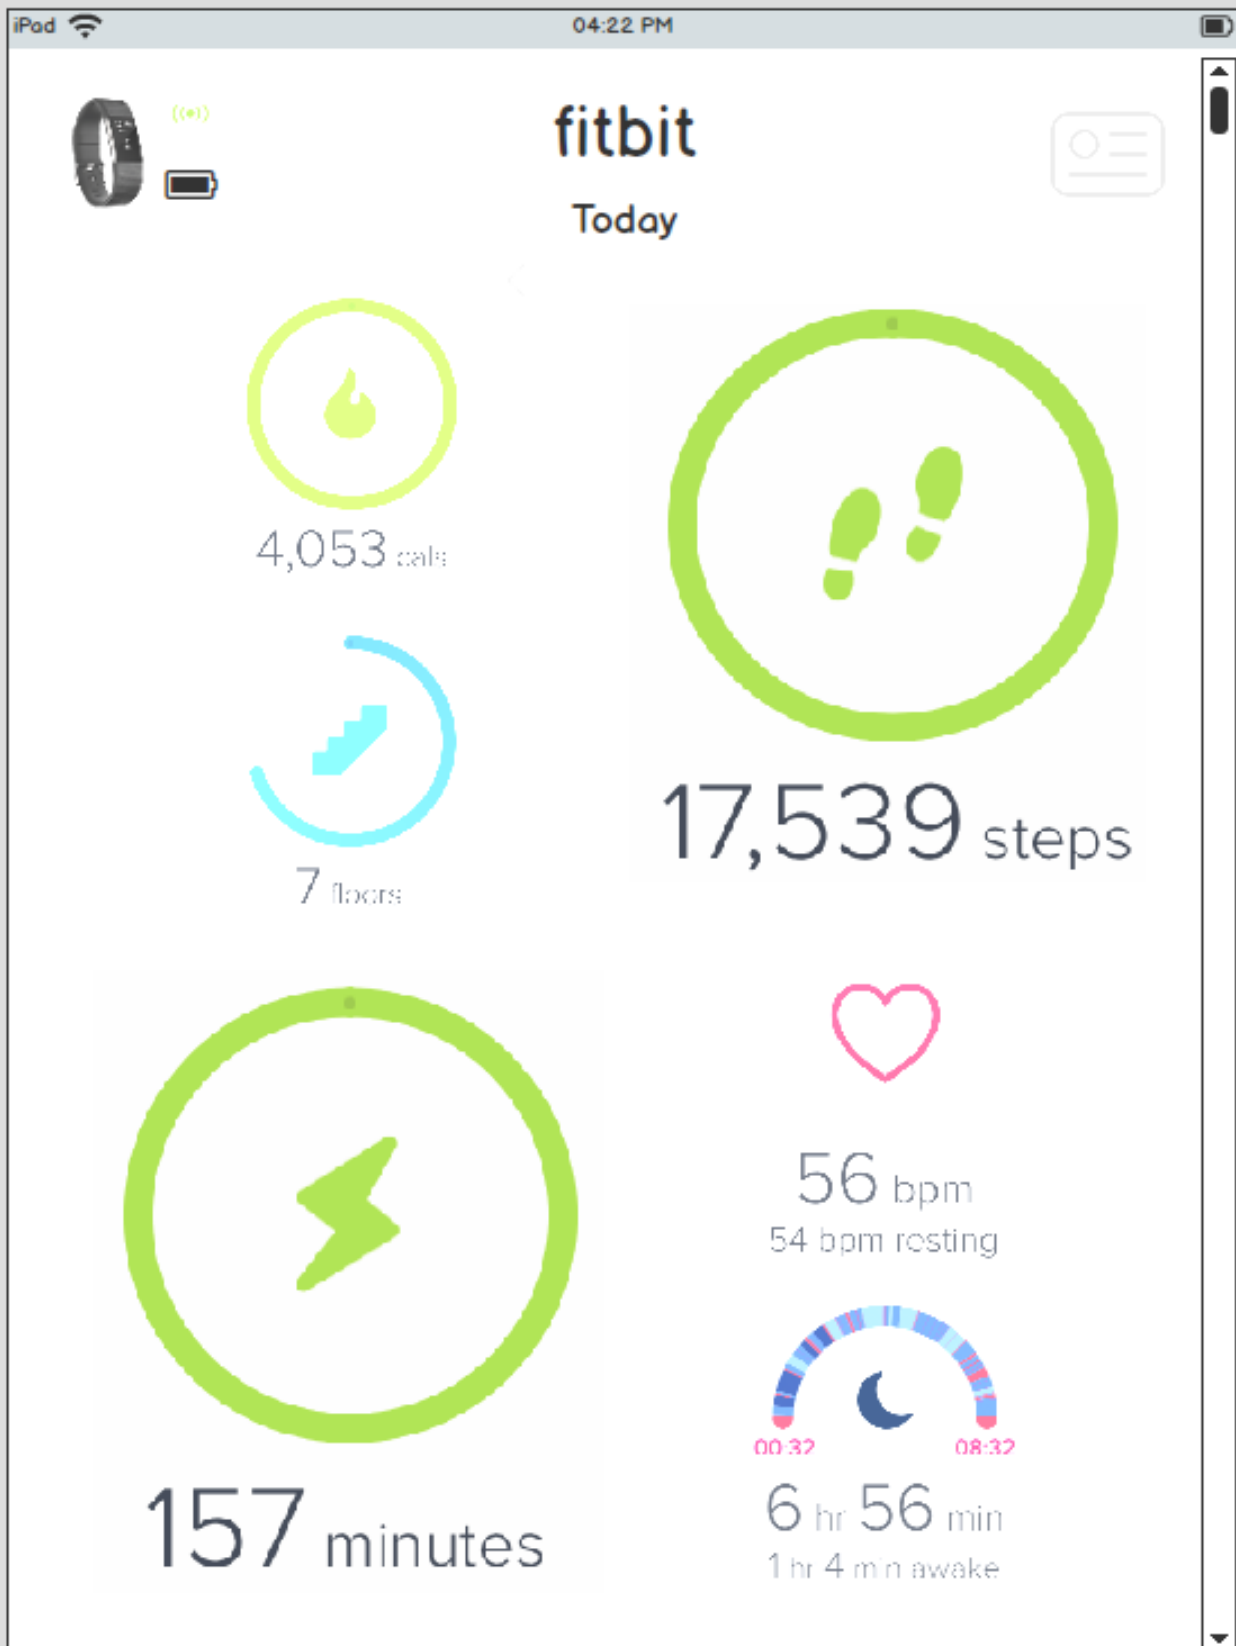 iPad 04:22 PM
fitbit
Today
4,053 cals
17,539 steps
7 floors
157 minutes
56 bpm
54 bpm resting
00:32 08:32
6 hr 56 min
1 hr 4 min awake